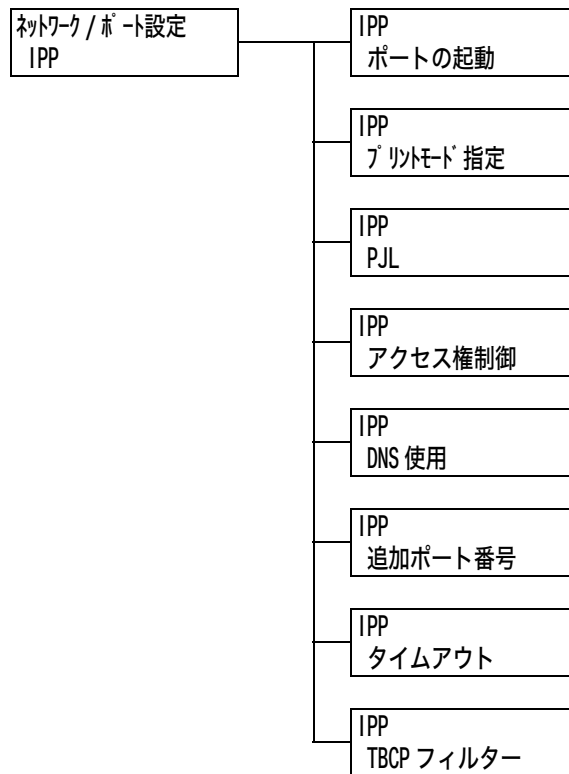 ﾈｯﾄﾜｰｸ / ﾎﾟｰﾄ設定
IPP
IPP
ポートの起動
IPP
ﾌﾟﾘﾝﾄﾓｰﾄﾞ指定
IPP
PJL
IPP
アクセス権制御
IPP
DNS 使用
IPP
追加ポート番号
IPP
タイムアウト
IPP
TBCP フィルター